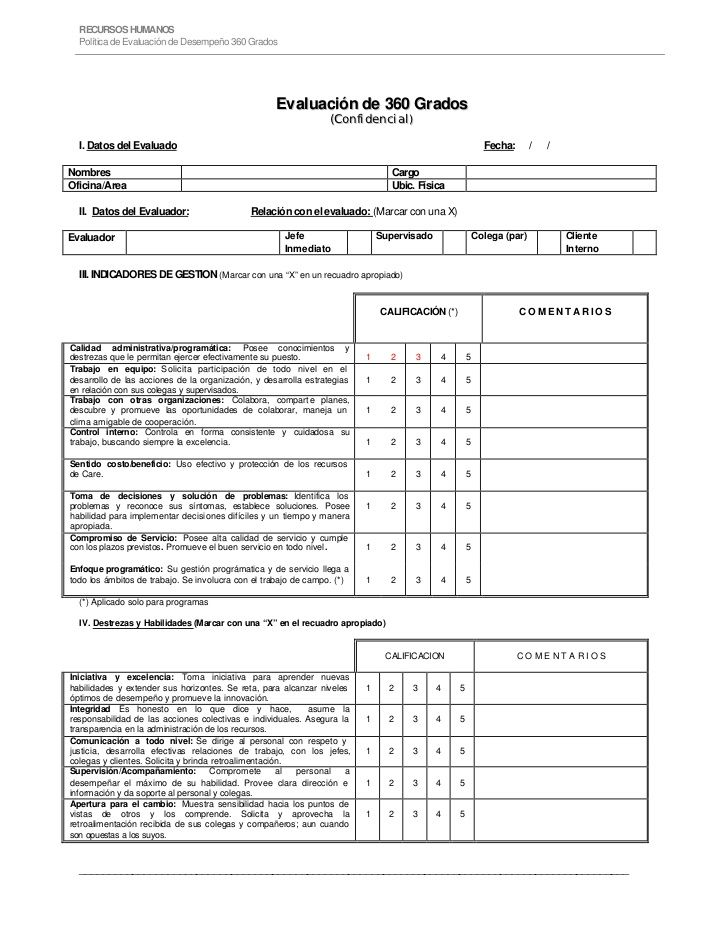 RECURSOS HUMANOS
Política de Evaluación de Desempeño 360 Grados
Evaluación de 360 Grados
(Confidencial)
I. Datos del Evaluado Fecha: / /
Nombres Cargo
Oficina/Area Ubic. Física
II. Datos del Evaluador: Relación con el evaluado: (Marcar con una X)
Evaluador Jefe Supervisado Colega (par) Cliente
Inmediato Interno
III. INDICADORES DE GESTION (Marcar con una “X” en un recuadro apropiado)
CALIFICACIÓN (*) COMENTARIOS
Calidad administrativa/programática: Posee conocimientos y
destrezas que le permitan ejercer efectivamente su puesto. 1 2 3 4 5
Trabajo en equipo: Solicita participación de todo nivel en el
desarrollo de las acciones de la organización, y desarrolla estrategias 1 2 3 4 5
en relación con sus colegas y supervisados.
Trabajo con otras organizaciones: Colabora, comparte planes,
descubre y promueve las oportunidades de colaborar, maneja un 1 2 3 4 5
clima amigable de cooperación.
Control interno: Controla en forma consistente y cuidadosa su
trabajo, buscando siempre la excelencia. 1 2 3 4 5
Sentido costo/beneficio: Uso efectivo y protección de los recursos
de Care. 1 2 3 4 5
Toma de decisiones y solución de problemas: Identifica los
problemas y reconoce sus síntomas, establece soluciones. Posee 1 2 3 4 5
habilidad para implementar decisiones difíciles y un tiempo y manera
apropiada.
Compromiso de Servicio: Posee alta calidad de servicio y cumple
con los plazos previstos. Promueve el buen servicio en todo nivel. 1 2 3 4 5
Enfoque programático: Su gestión prográmatica y de servicio llega a
todo los ámbitos de trabajo. Se involucra con el trabajo de campo. (*) 1 2 3 4 5
(*) Aplicado solo para programas
IV. Destrezas y Habilidades (Marcar con una “X” en el recuadro apropiado)
CALIFICACION COMENTARIOS
Iniciativa y excelencia: Toma iniciativa para aprender nuevas
habilidades y extender sus horizontes. Se reta, para alcanzar niveles 1 2 3 4 5
óptimos de desempeño y promueve la innovación.
Integridad Es honesto en lo que dice y hace, asume la
responsabilidad de las acciones colectivas e individuales. Asegura la 1 2 3 4 5
transparencia en la administración de los recursos.
Comunicación a todo nivel: Se dirige al personal con respeto y
justicia, desarrolla efectivas relaciones de trabajo, con los jefes, 1 2 3 4 5
colegas y clientes. Solicita y brinda retroalimentación.
Supervisión/Acompañamiento: Compromete al personal a
desempeñar el máximo de su habilidad. Provee clara dirección e 1 2 3 4 5
información y da soporte al personal y colegas.
Apertura para el cambio: Muestra sensibilidad hacia los puntos de
vistas de otros y los comprende. Solicita y aprovecha la 1 2 3 4 5
retroalimentación recibida de sus colegas y compañeros; aun cuando
son opuestas a los suyos.